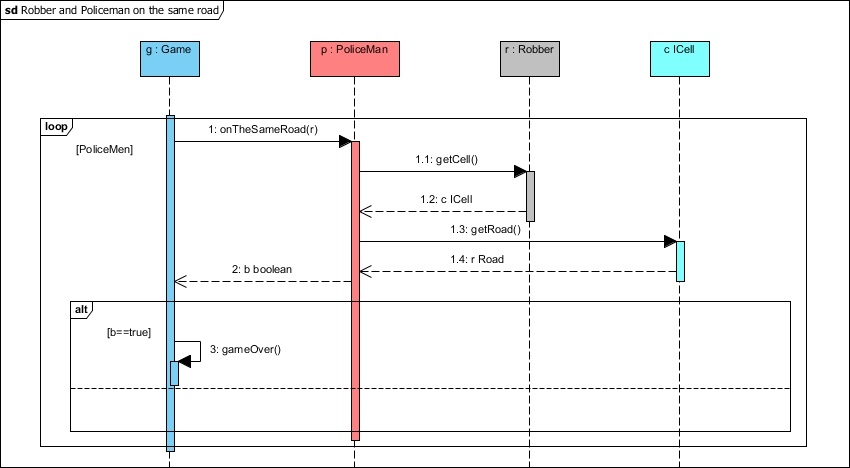 sd Robber and Policeman on the same road
g : Game
p : PoliceMan
r : Robber
c ICell
loop
1: onTheSameRoad(r)
[PoliceMen]
1.1: getCell()
1.2: c ICell
1.3: getRoad()
1.4: r Road
2: b boolean
alt
[b==true]
3: gameOver()